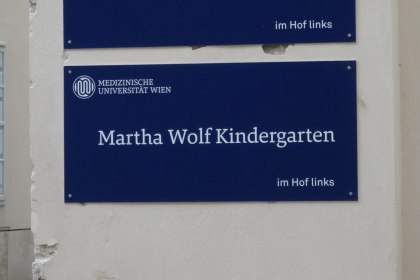 im Hof links
MEDIZINISCHE
UNIVERSITÄT WIEN
Martha Wolf Kindergarten
im Hof links